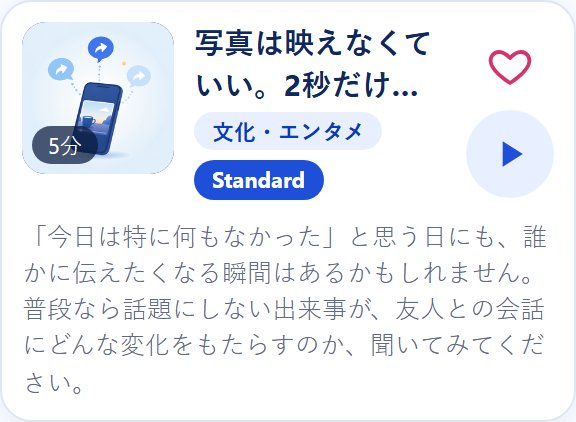 写真は映えなくて
いい。2秒だけ...
5分
文化・エンタメ
Standard
「今日は特に何もなかった」と思う日にも、誰
かに伝えたくなる瞬間はあるかもしれません。
普段なら話題にしない出来事が、友人との会話
にどんな変化をもたらすのか、聞いてみてくだ
さい。